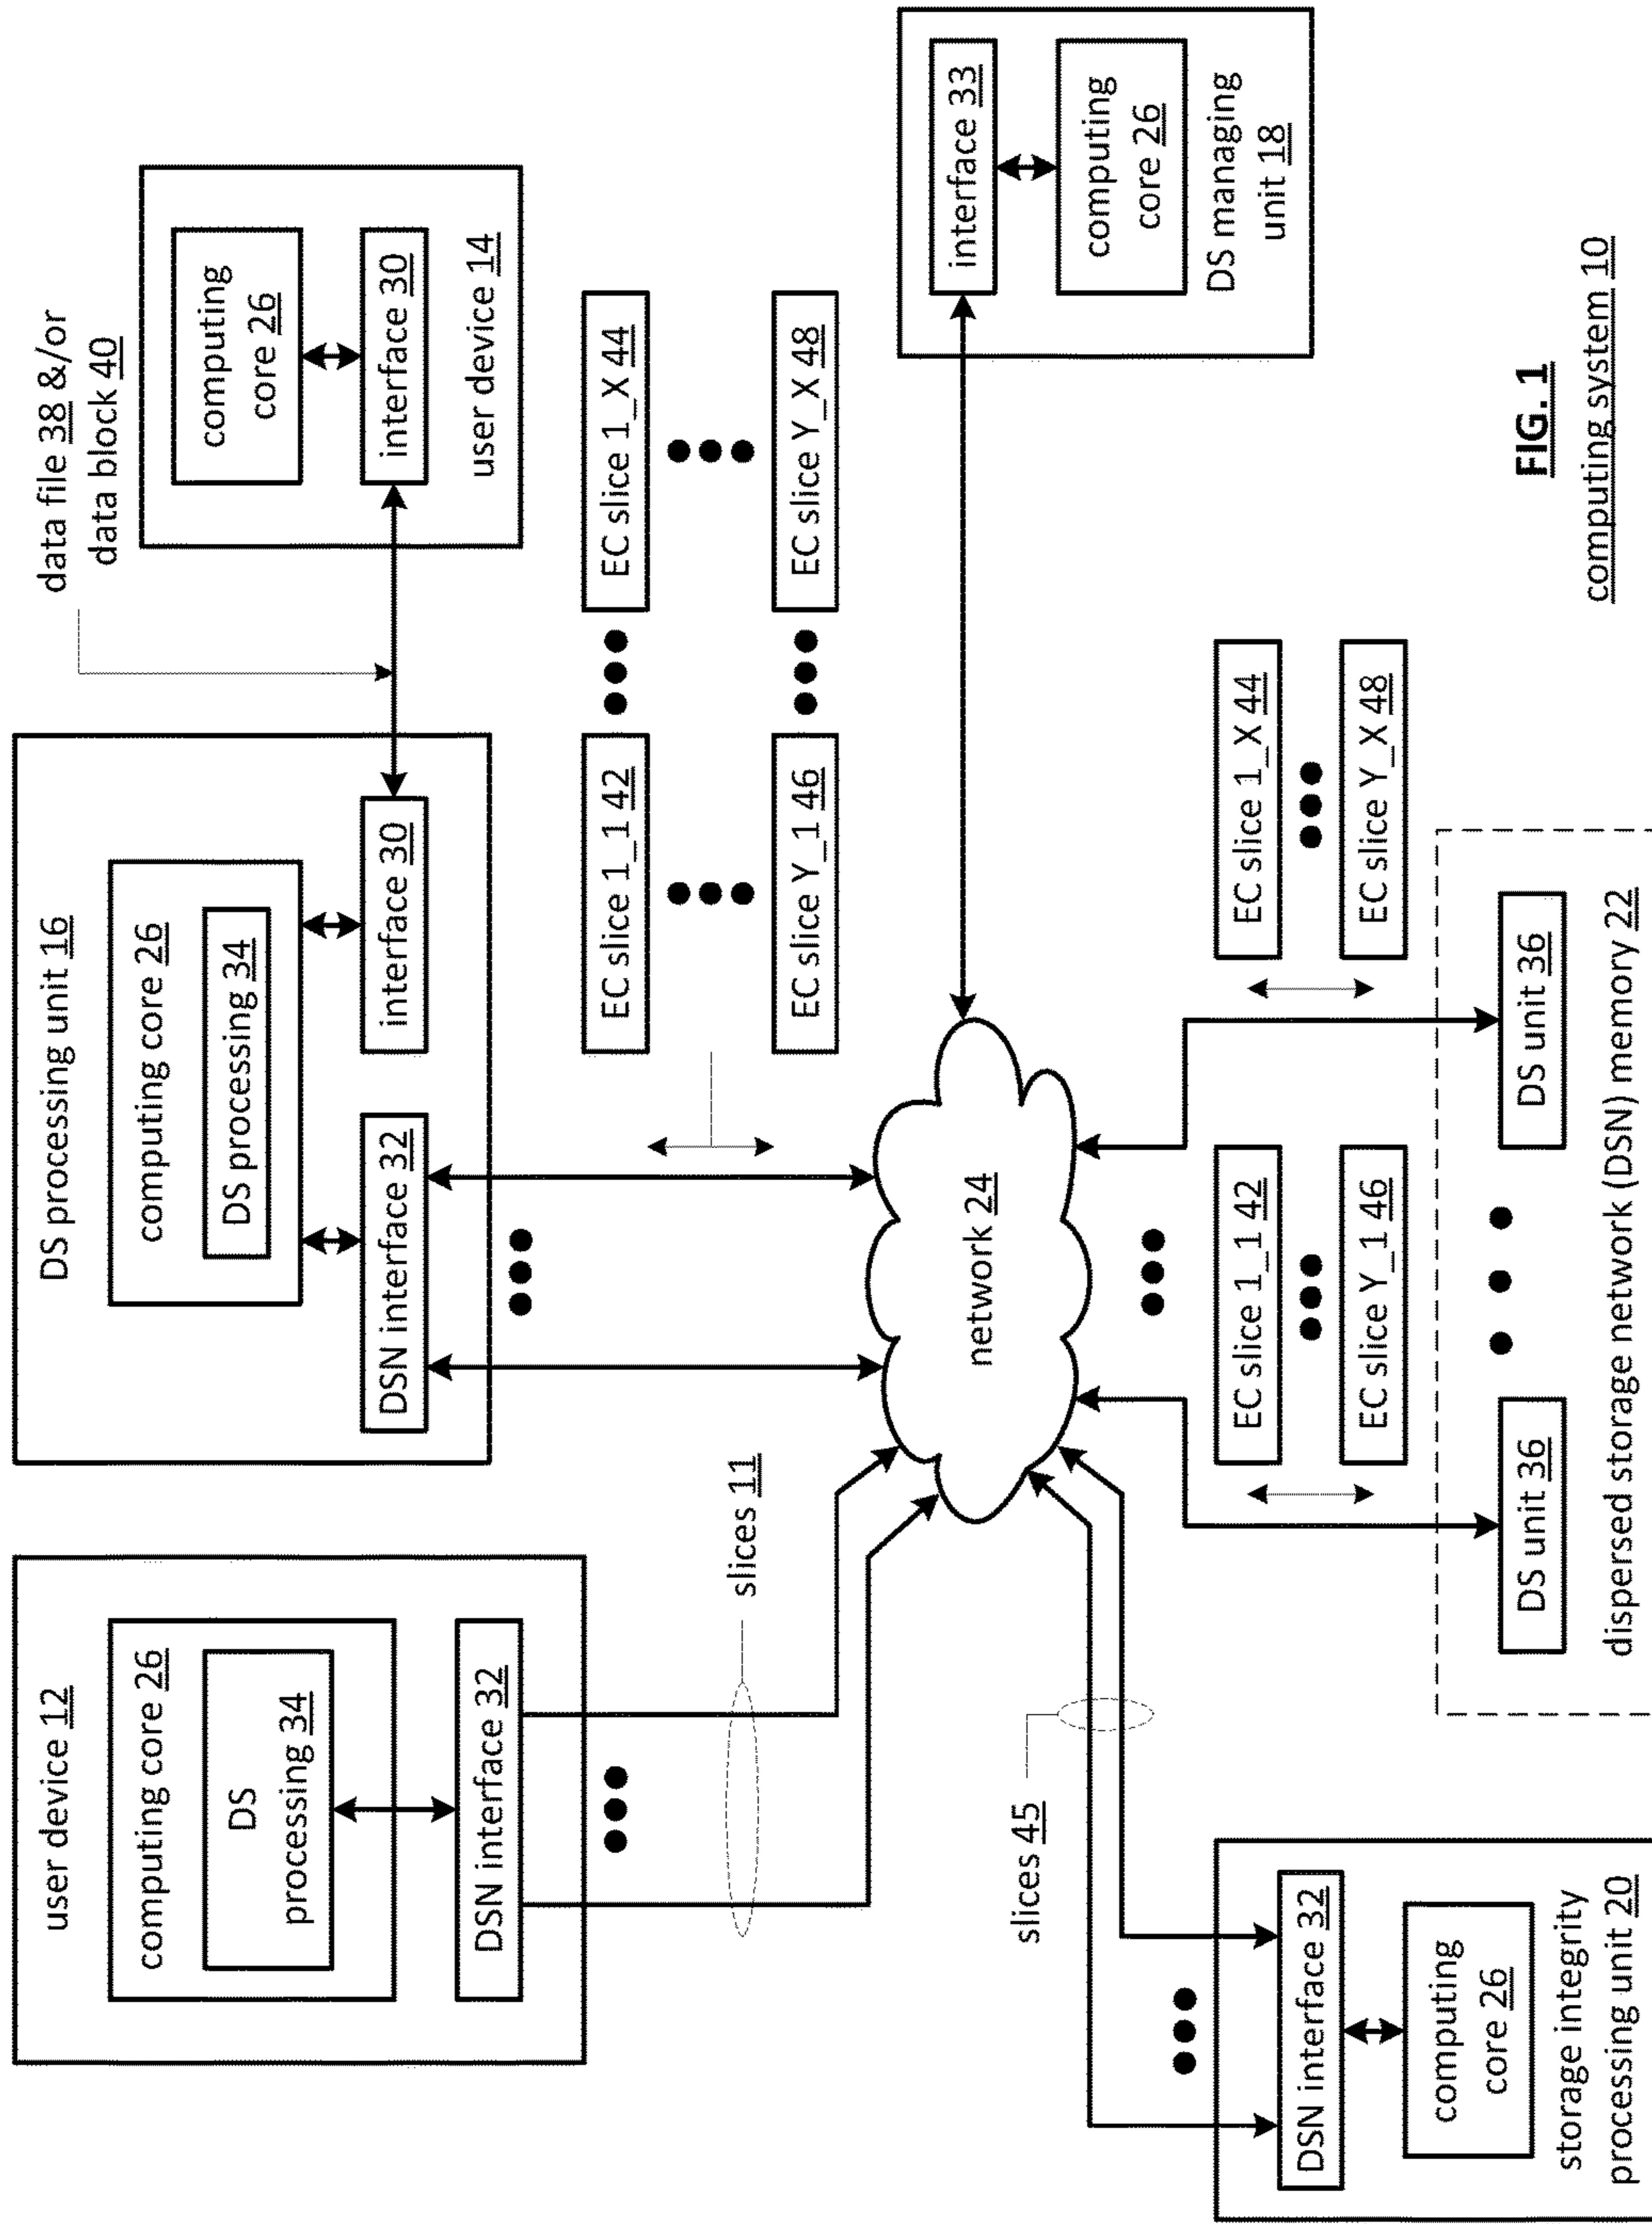 user device 12
computing core 26
DS
processing 34
DSN interface 32
slices 11
DS processing unit 16
computing core 26
DS processing 34
DSN interface 32
interface 30
data file 38 &/or
data block 40
computing
core 26
interface 30
user device 14
EC slice 1_1 42
EC slice 1_X 44
EC slice Y_1 46
EC slice Y_X 48
network 24
interface 33
computing
core 26
DS managing
unit 18
slices 45
DSN interface 32
computing
core 26
storage integrity
processing unit 20
EC slice 1_1 42
EC slice Y_1 46
EC slice 1_X 44
EC slice Y_X 48
DS unit 36
DS unit 36
dispersed storage network (DSN) memory 22
FIG. 1
computing system 10